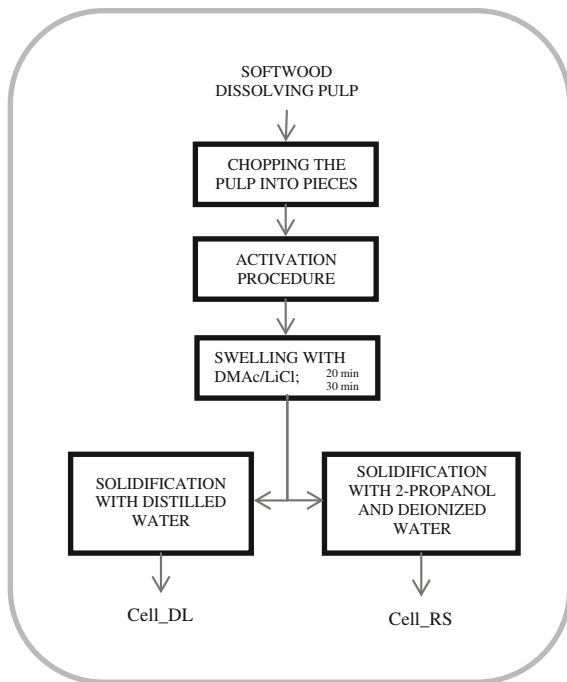 SOFTWOOD
DISSOLVING PULP
CHOPPING THE
PULP INTO PIECES
ACTIVATION
PROCEDURE
SWELLING WITH
DMAc/LiCl; 20 min
30 min
SOLIDIFICATION
WITH DISTILLED
WATER
SOLIDIFICATION
WITH 2-PROPANOL
AND DEIONIZED
WATER
Cell_DL
Cell_RS